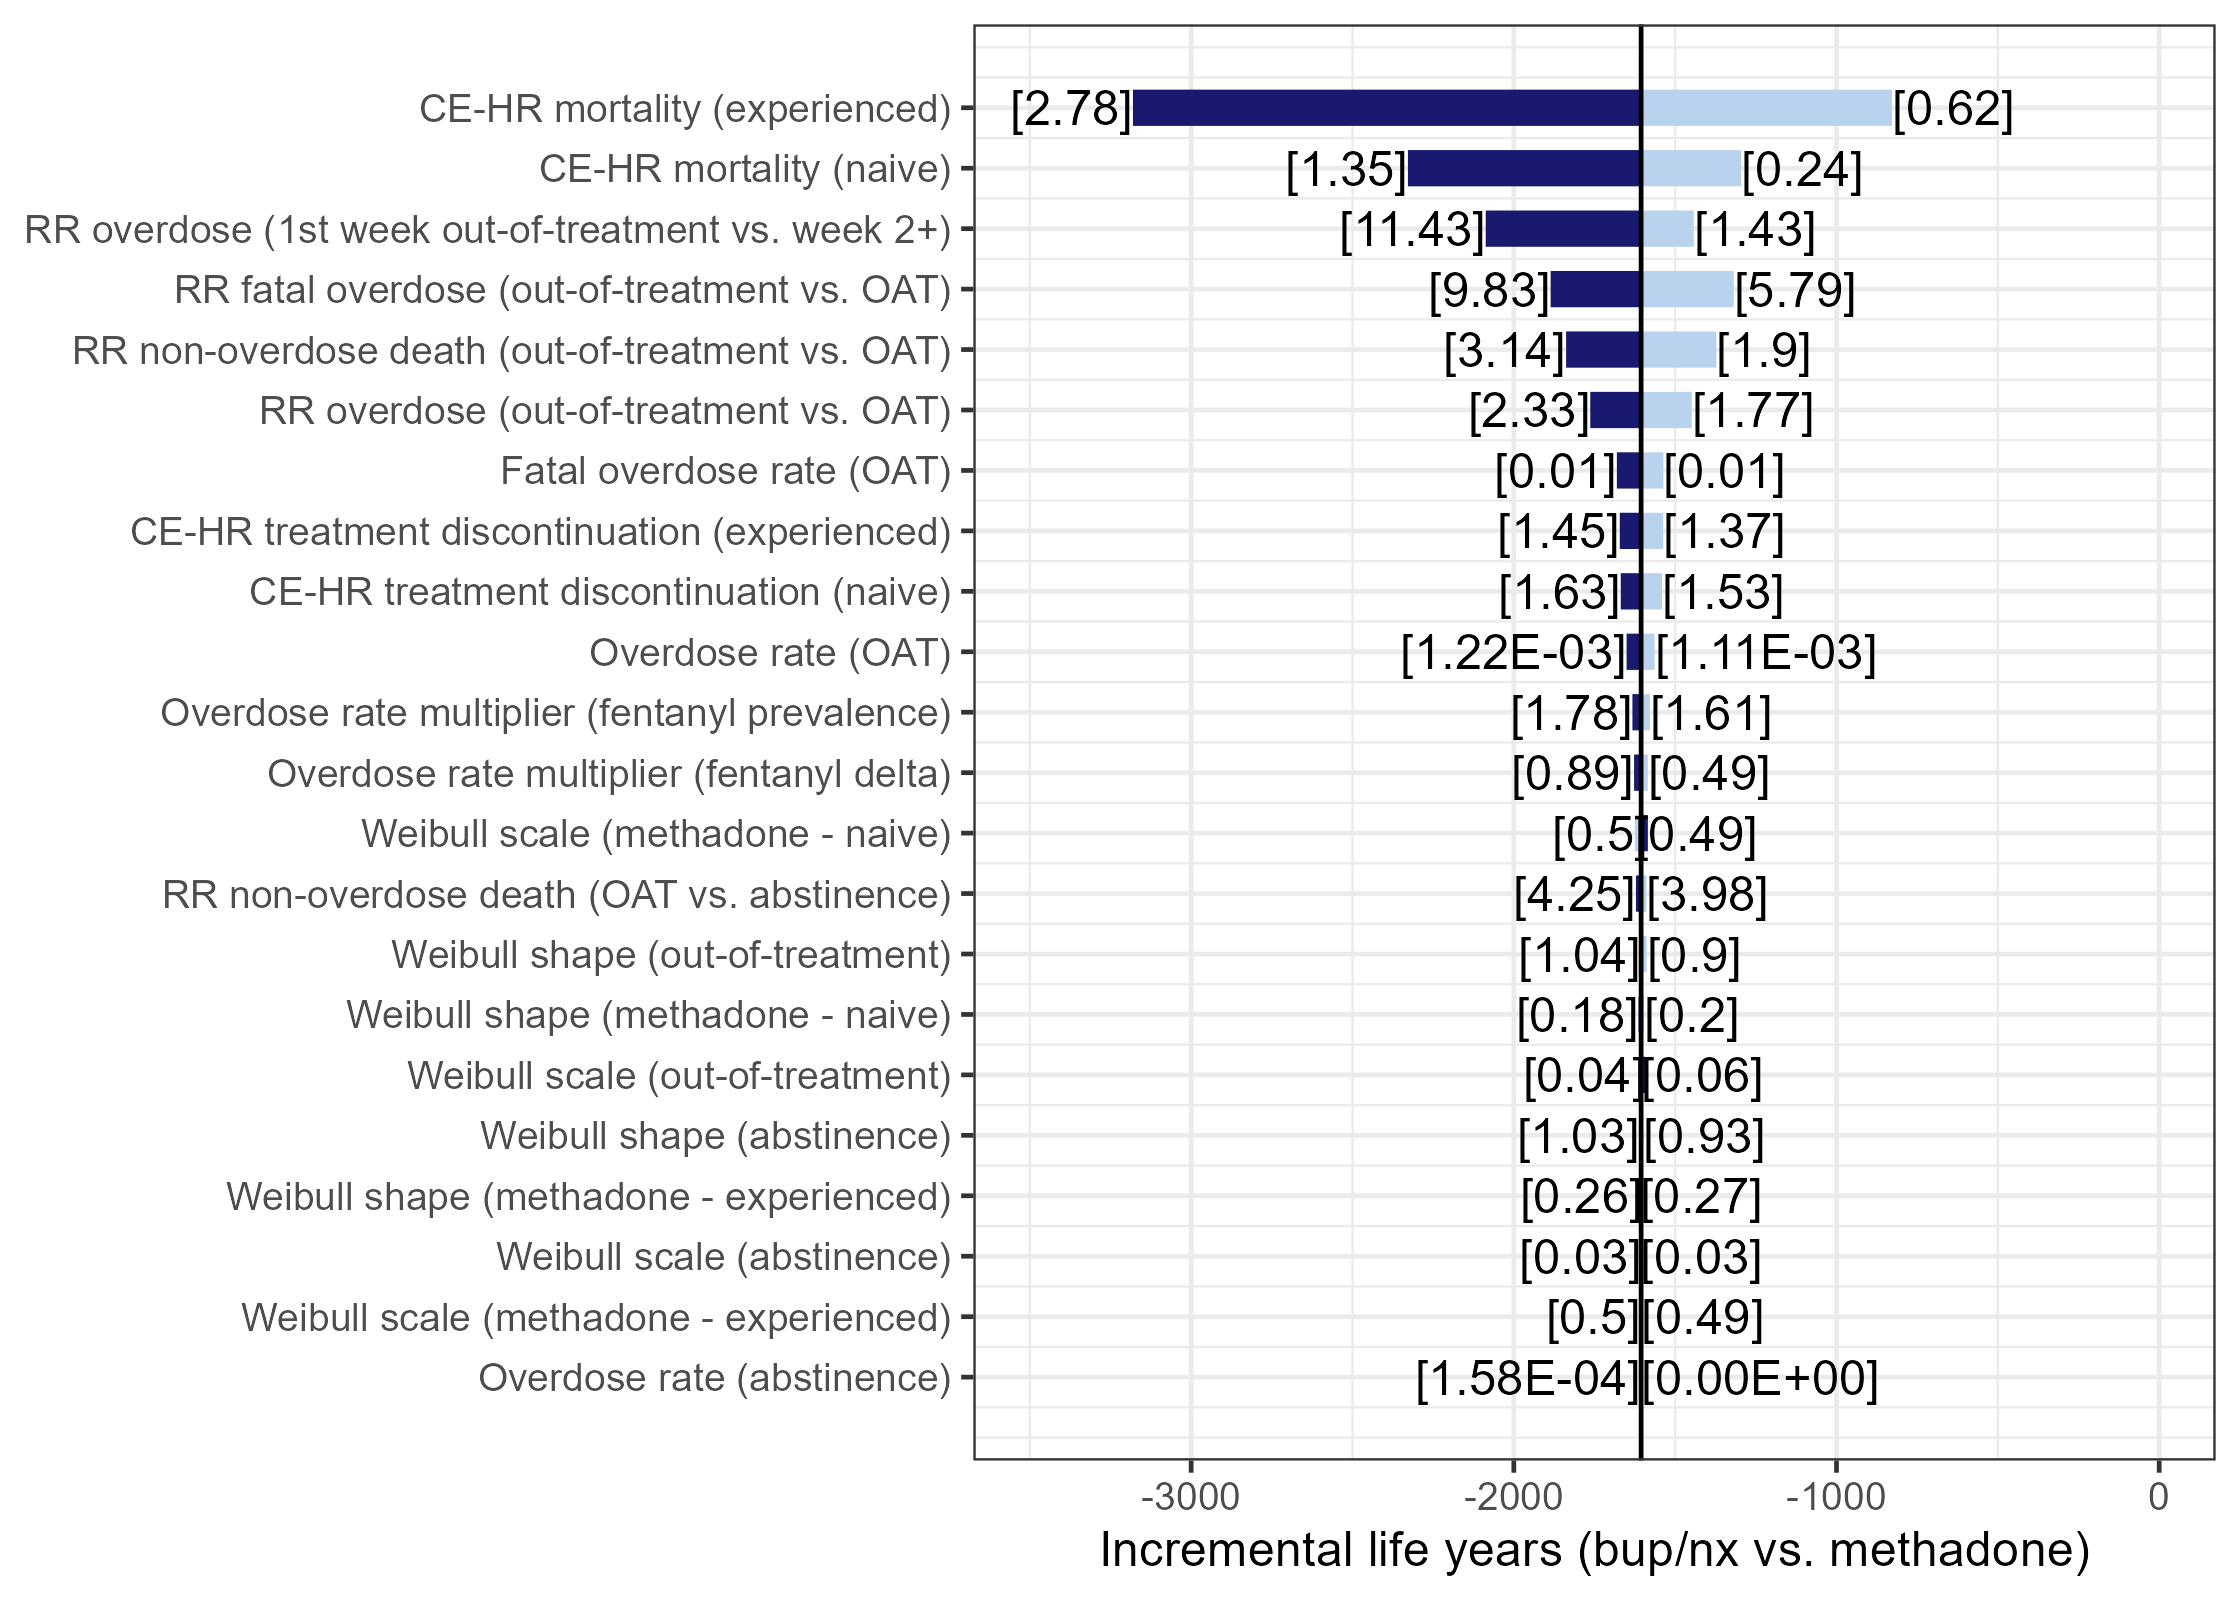 CE-HR mortality (experienced) [2.78] [0.62]
CE-HR mortality (naive) [1.35] [0.24]
RR overdose (1st week out-of-treatment vs. week 2+) [11.43] [1.43]
RR fatal overdose (out-of-treatment vs. OAT) [9.83] [5.79]
RR non-overdose death (out-of-treatment vs. OAT) [3.14] [1.9]
RR overdose (out-of-treatment vs. OAT) [2.33] [1.77]
Fatal overdose rate (OAT) [0.01] [0.01]
CE-HR treatment discontinuation (experienced) [1.45] [1.37]
CE-HR treatment discontinuation (naive) [1.63] [1.53]
Overdose rate (OAT) [1.22E-03] [1.11E-03]
Overdose rate multiplier (fentanyl prevalence) [1.78] [1.61]
Overdose rate multiplier (fentanyl delta) [0.89] [0.49]
Weibull scale (methadone - naive) [0.5] [0.49]
RR non-overdose death (OAT vs. abstinence) [4.25] [3.98]
Weibull shape (out-of-treatment) [1.04] [0.9]
Weibull shape (methadone - naive) [0.18] [0.2]
Weibull scale (out-of-treatment) [0.04] [0.06]
Weibull shape (abstinence) [1.03] [0.93]
Weibull shape (methadone - experienced) [0.26] [0.27]
Weibull scale (abstinence) [0.03] [0.03]
Weibull scale (methadone - experienced) [0.5] [0.49]
Overdose rate (abstinence) [1.58E-04] [0.00E+00]
-3000 -2000 -1000 0
Incremental life years (bup/nx vs. methadone)